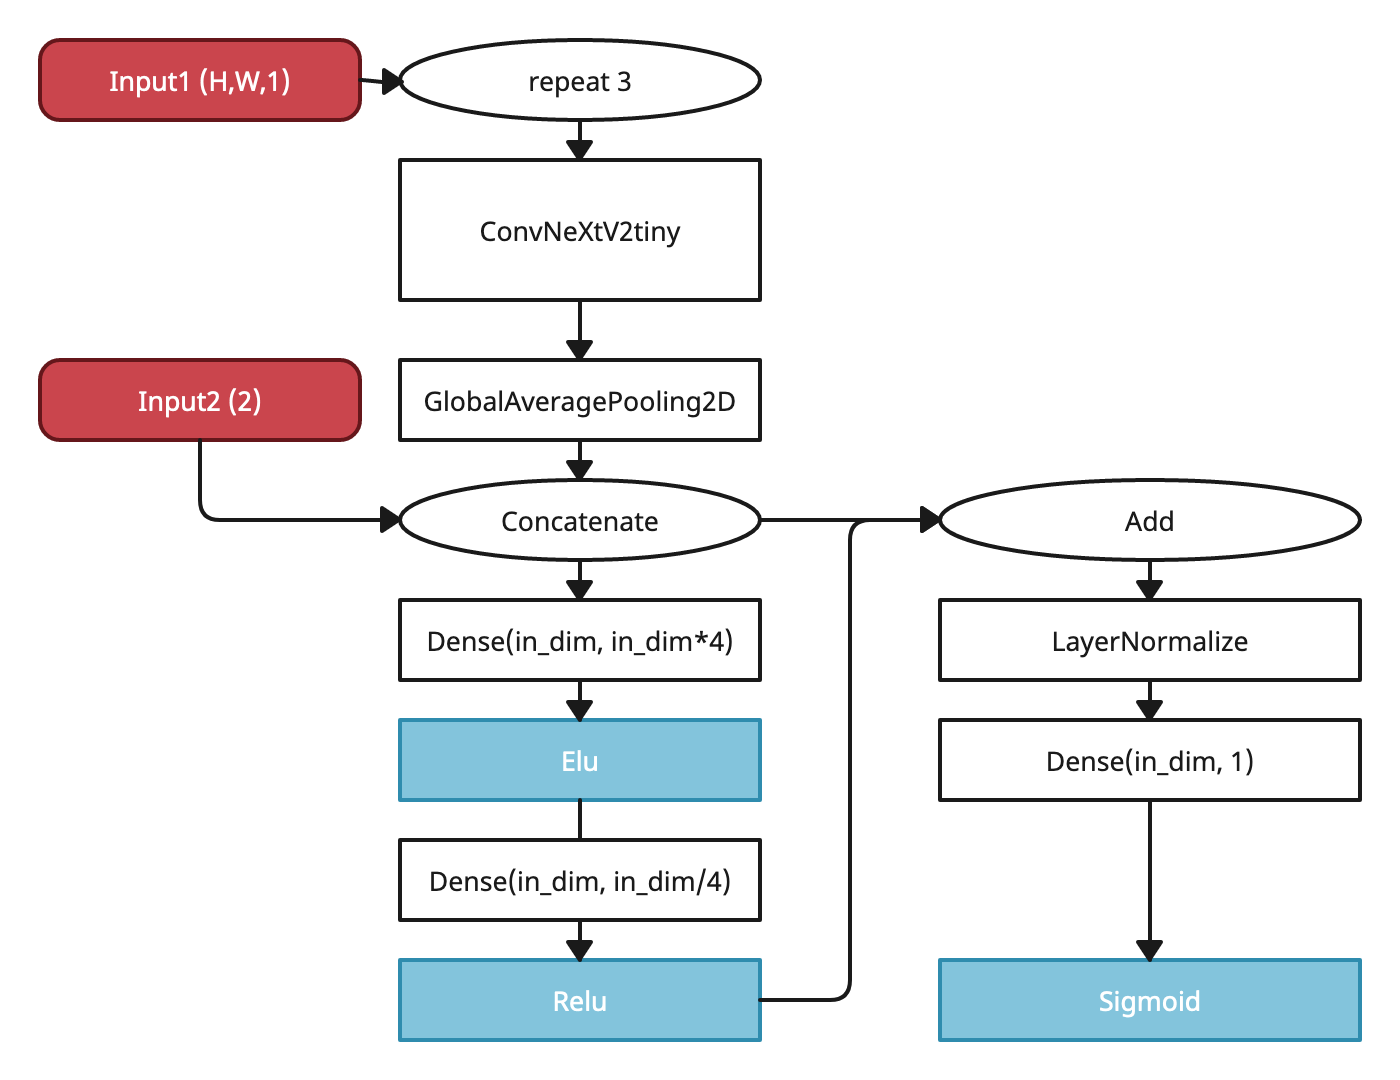 Input1 (H,W,1)
repeat 3
ConvNeXtV2tiny
Input2 (2)
GlobalAveragePooling2D
Concatenate
Add
Dense(in_dim, in_dim*4)
LayerNormalize
Elu
Dense(in_dim, 1)
Dense(in_dim, in_dim/4)
Relu
Sigmoid